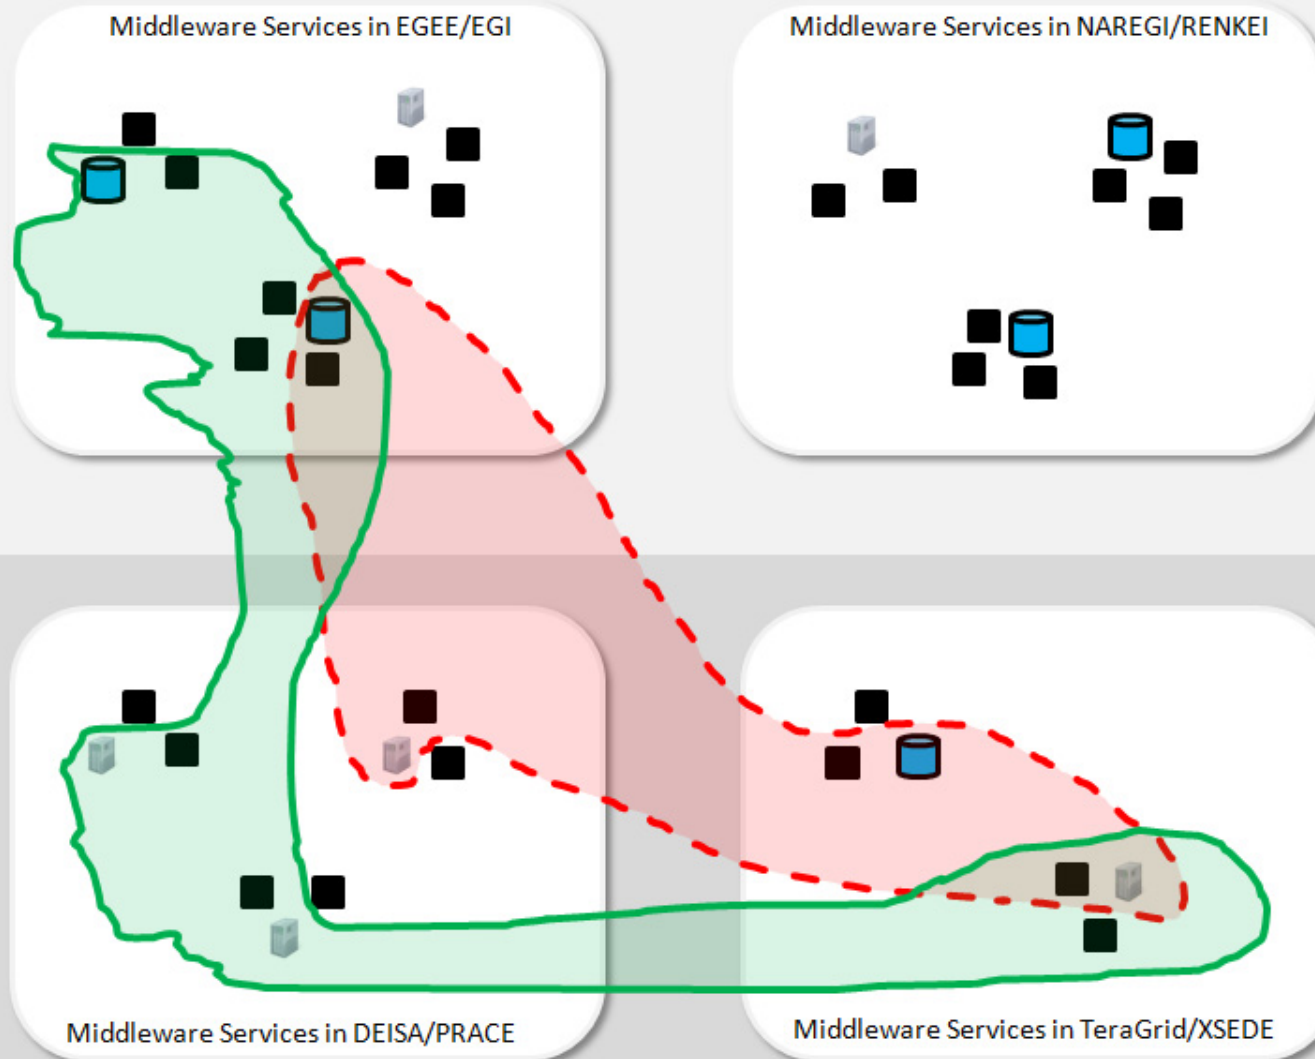 Middleware Services in EGEE/EGI
Middleware Services in NAREGI/RENKEI
Middleware Services in DEISA/PRACE
Middleware Services in TeraGrid/XSEDE